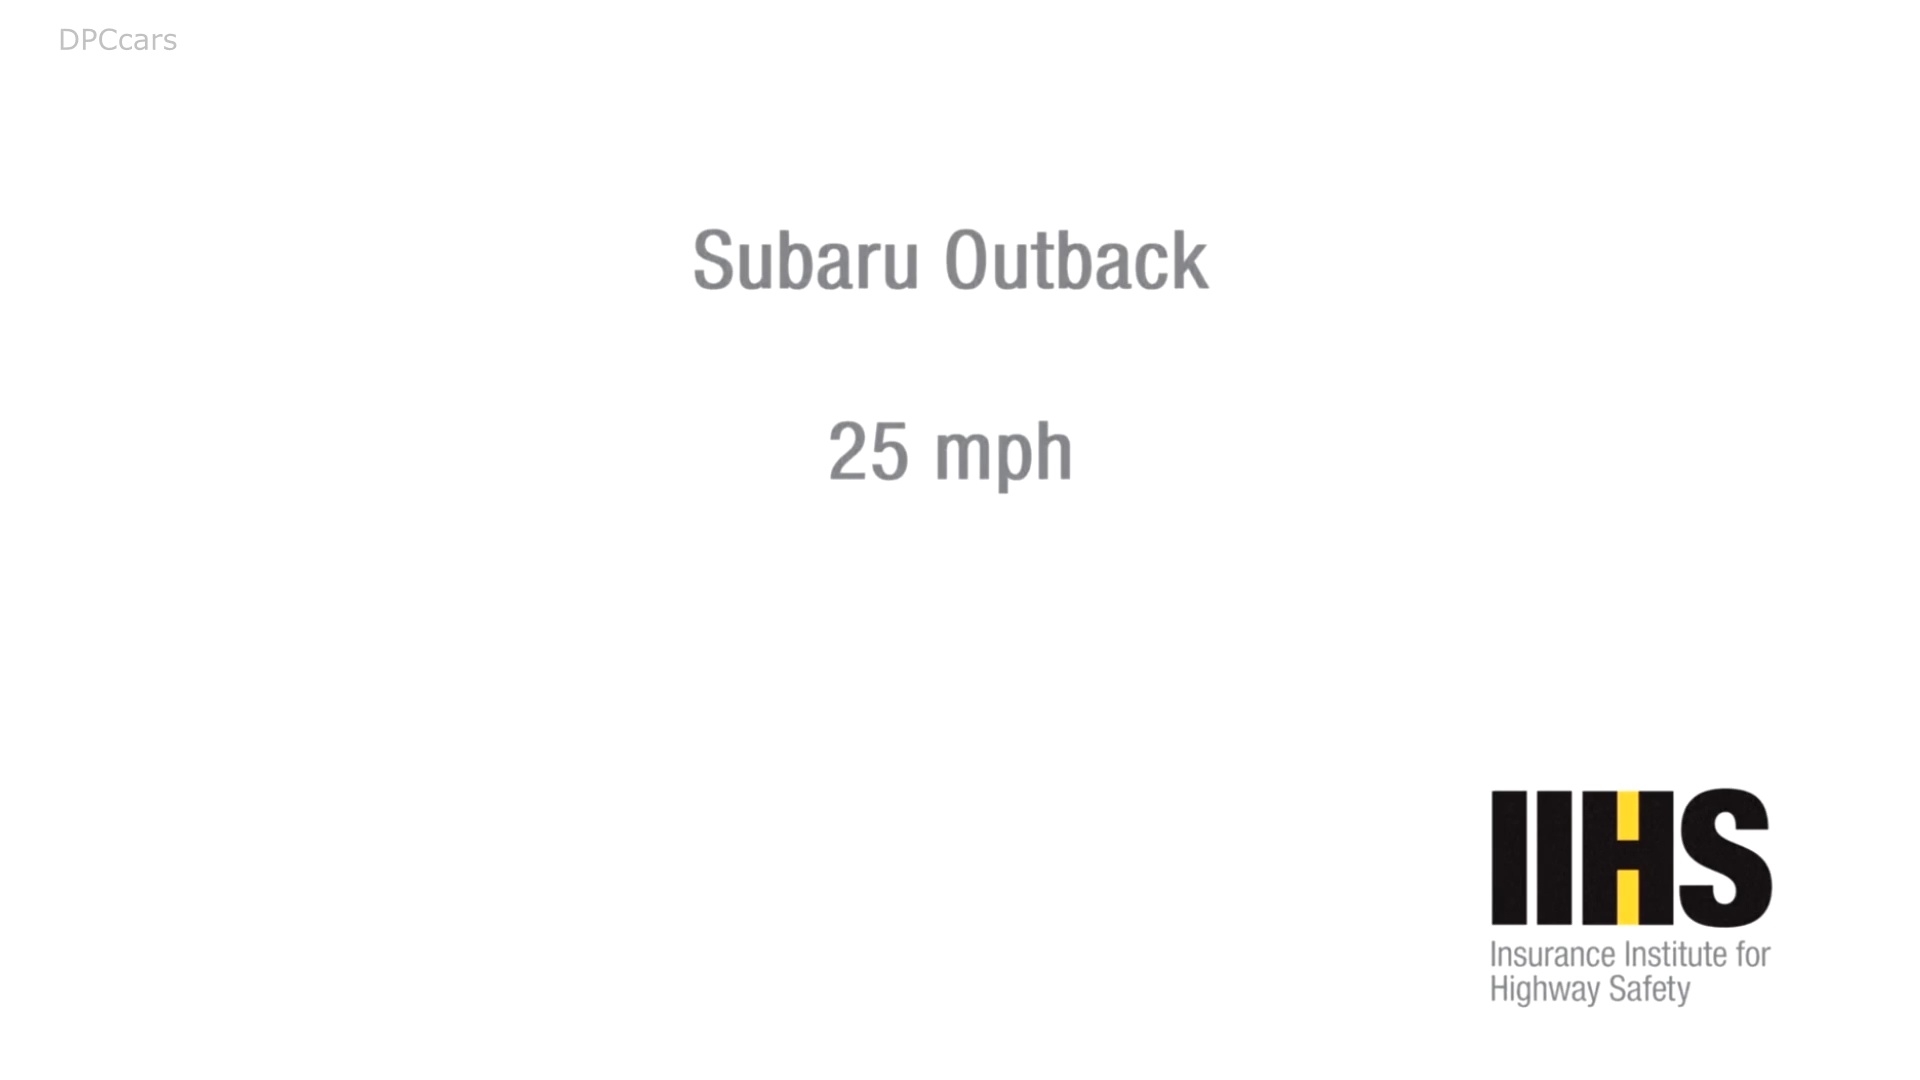 DPCcars
Subaru Outback
25 mph
IIHS
Insurance Institute for
Highway Safety